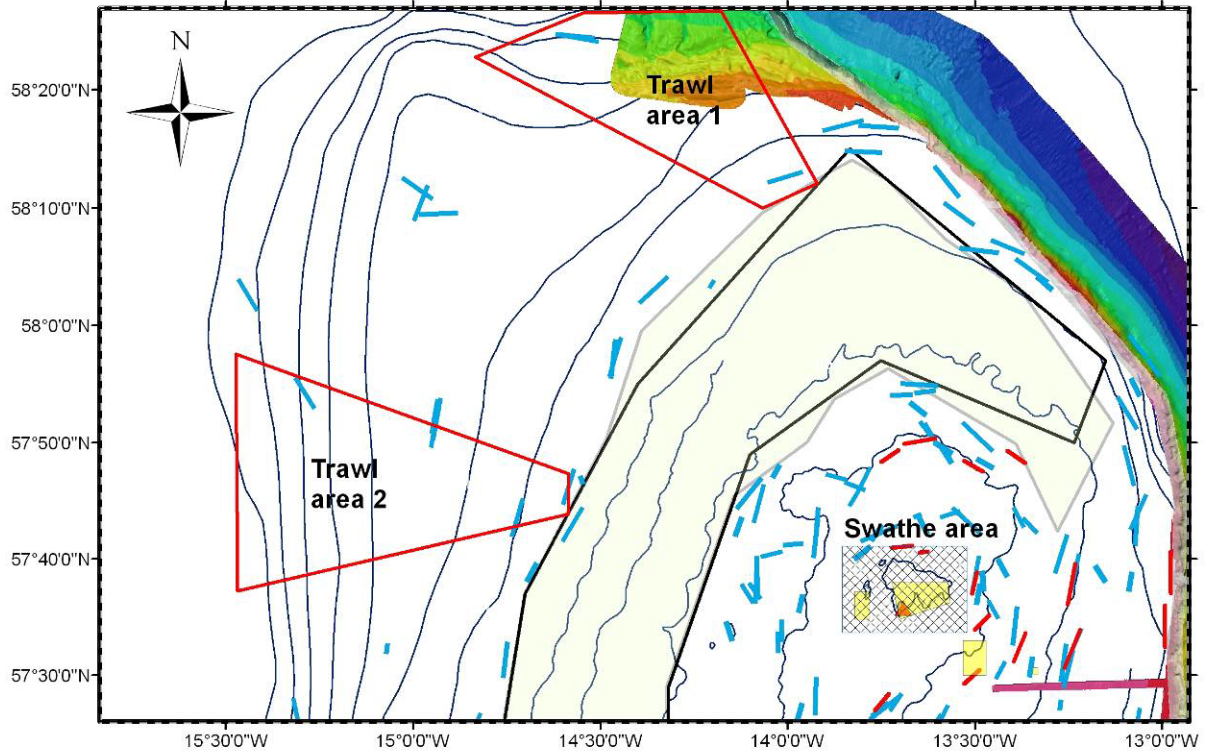 N
58°20'0"N
Trawl
area 1
58°10'0"N
58°0'0"N
57°50'0"N
Trawl
area 2
Swathe area
57°40'0"N
57°30'0"N
15°30'0"W
15°0'0"W
14°30'0"W
14°0'0"W
13°30'0"W
13°0'0"W